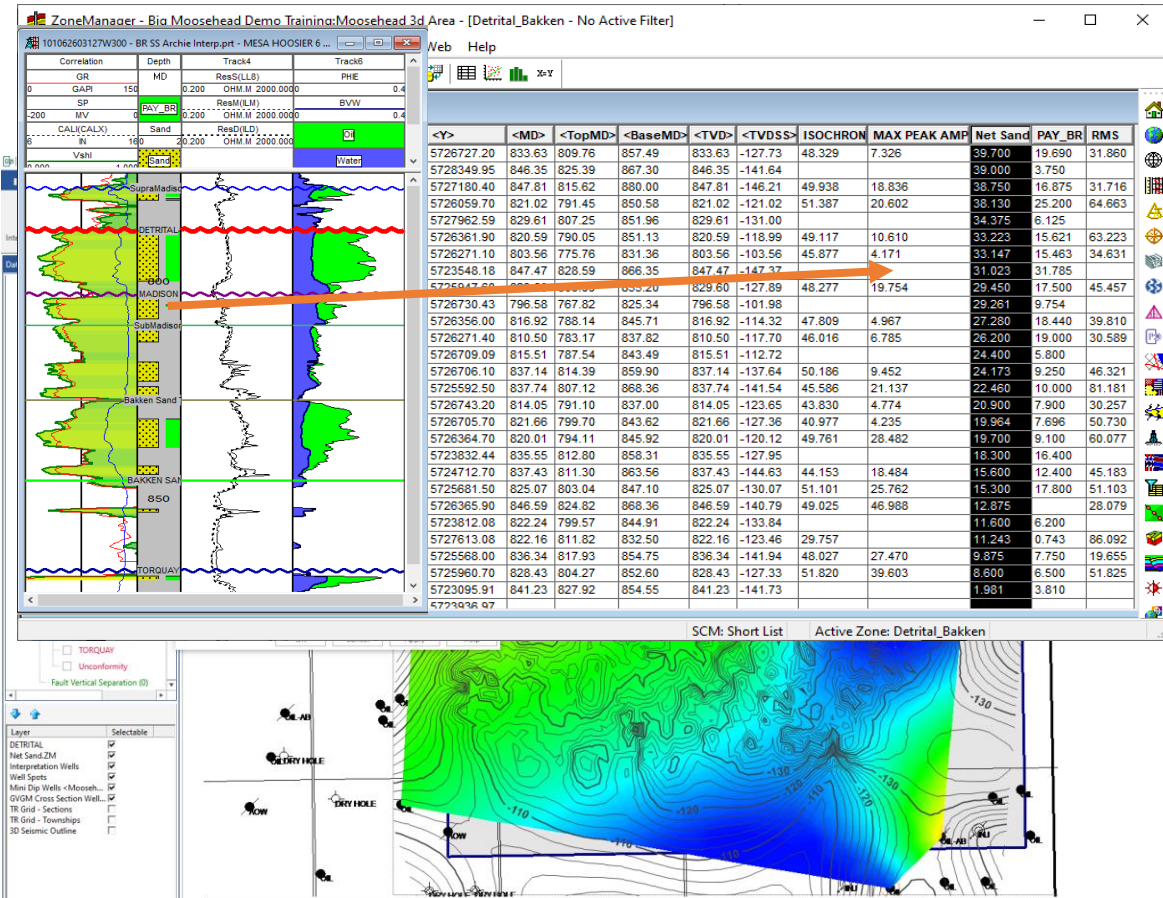 ZoneManager - Big Moosehead Demo Training:Moosehead 3d Area - [Detrital_Bakken - No Active Filter]
101062603127W300 - BR SS Archie Interp.prt - MESA HOOSIER 6 ...
Web Help
Correlation Depth Track4 Track6
GR MD ResS(LL8) PHIE
0 GAPI 150 0.200 OHM.M 2000.000 0 0.4
SP PAY_BR ResM(ILM) BVW
-200 MV 0 0.200 OHM.M 2000.000 0 0.4
CALI(CALX) Sand ResD(ILD) Oil
6 IN 16 0 20 0.200 OHM.M 2000.000
Vshl Sand Water
0.000 1.000
SupraMadison
DETRITAL
800
MADISON
SubMadison
Bakken Sand
BAKKEN SAN
850
TORQUAY
X=Y
<Y> <MD> <TopMD> <BaseMD> <TVD> <TVDSS> ISOCHRON MAX PEAK AMP Net Sand PAY_BR RMS
5726727.20 833.63 809.76 857.49 833.63 -127.73 48.329 7.326 39.700 19.690 31.860
5728349.95 846.35 825.39 867.30 846.35 -141.64 39.000 3.750
5727180.40 847.81 815.62 880.00 847.81 -146.21 49.938 18.836 38.750 16.875 31.716
5726059.70 821.02 791.45 850.58 821.02 -121.02 51.387 20.602 38.130 25.200 64.663
5727962.59 829.61 807.25 851.96 829.61 -131.00 34.375 6.125
5726361.90 820.59 790.05 851.13 820.59 -118.99 49.117 10.610 33.223 15.621 63.223
5726271.10 803.56 775.76 831.36 803.56 -103.56 45.877 4.171 33.147 15.463 34.631
5723548.18 847.47 828.59 866.35 847.47 -147.37 31.023 31.785
829.60 -127.89 48.277 19.754 29.450 17.500 45.457
5726730.43 796.58 767.82 825.34 796.58 -101.98 29.261 9.754
5726356.00 816.92 788.14 845.71 816.92 -114.32 47.809 4.967 27.280 18.440 39.810
5726271.40 810.50 783.17 837.82 810.50 -117.70 46.016 6.785 26.200 19.000 30.589
5726709.09 815.51 787.54 843.49 815.51 -112.72 24.400 5.800
5726706.10 837.14 814.39 859.90 837.14 -137.64 50.186 9.452 24.173 9.250 46.321
5725592.50 837.74 807.12 868.36 837.74 -141.54 45.586 21.137 22.460 10.000 81.181
5726743.20 814.05 791.10 837.00 814.05 -123.65 43.830 4.774 20.900 7.900 30.257
5726705.70 821.66 799.70 843.62 821.66 -127.36 40.977 4.235 19.964 7.696 50.730
5726364.70 820.01 794.11 845.92 820.01 -120.12 49.761 28.482 19.700 9.100 60.077
5723832.44 835.55 812.80 858.31 835.55 -127.95 18.300 16.400
5724712.70 837.43 811.30 863.56 837.43 -144.63 44.153 18.484 15.600 12.400 45.183
5725681.50 825.07 803.04 847.10 825.07 -130.07 51.101 25.762 15.300 17.800 51.103
5726365.90 846.59 824.82 868.36 846.59 -140.79 49.025 46.988 12.875 28.079
5723812.08 822.24 799.57 844.91 822.24 -133.84 11.600 6.200
5727613.08 822.16 811.82 832.50 822.16 -123.46 29.757 11.243 0.743 86.092
5725568.00 836.34 817.93 854.75 836.34 -141.94 48.027 27.470 9.875 7.750 19.655
5725960.70 828.43 804.27 852.60 828.43 -127.33 51.820 39.603 8.600 6.500 51.825
5723095.91 841.23 827.92 854.55 841.23 -141.73 1.981 3.810
5723936.97
SCM: Short List Active Zone: Detrital_Bakken
TORQUAY
Unconformity
Fault Vertical Separation (0)
Layer Selectable
DETRITAL
Net Sand.ZM
Interpretation Wells
Well Spots
Mini Dip Wells <Mooseh...
GVGM Cross Section Well...
TR Grid - Sections
TR Grid - Townships
3D Seismic Outline
OIL-AB
DRY HOLE
DRY HOLE
ROW
OIL
ROW
OIL
DRY HOLE DRY HOLE
INJ
OIL
OIL-AB
INJ
OIL
-130
-130
-130
-120
-120
-110
-110
-110
-110
-120